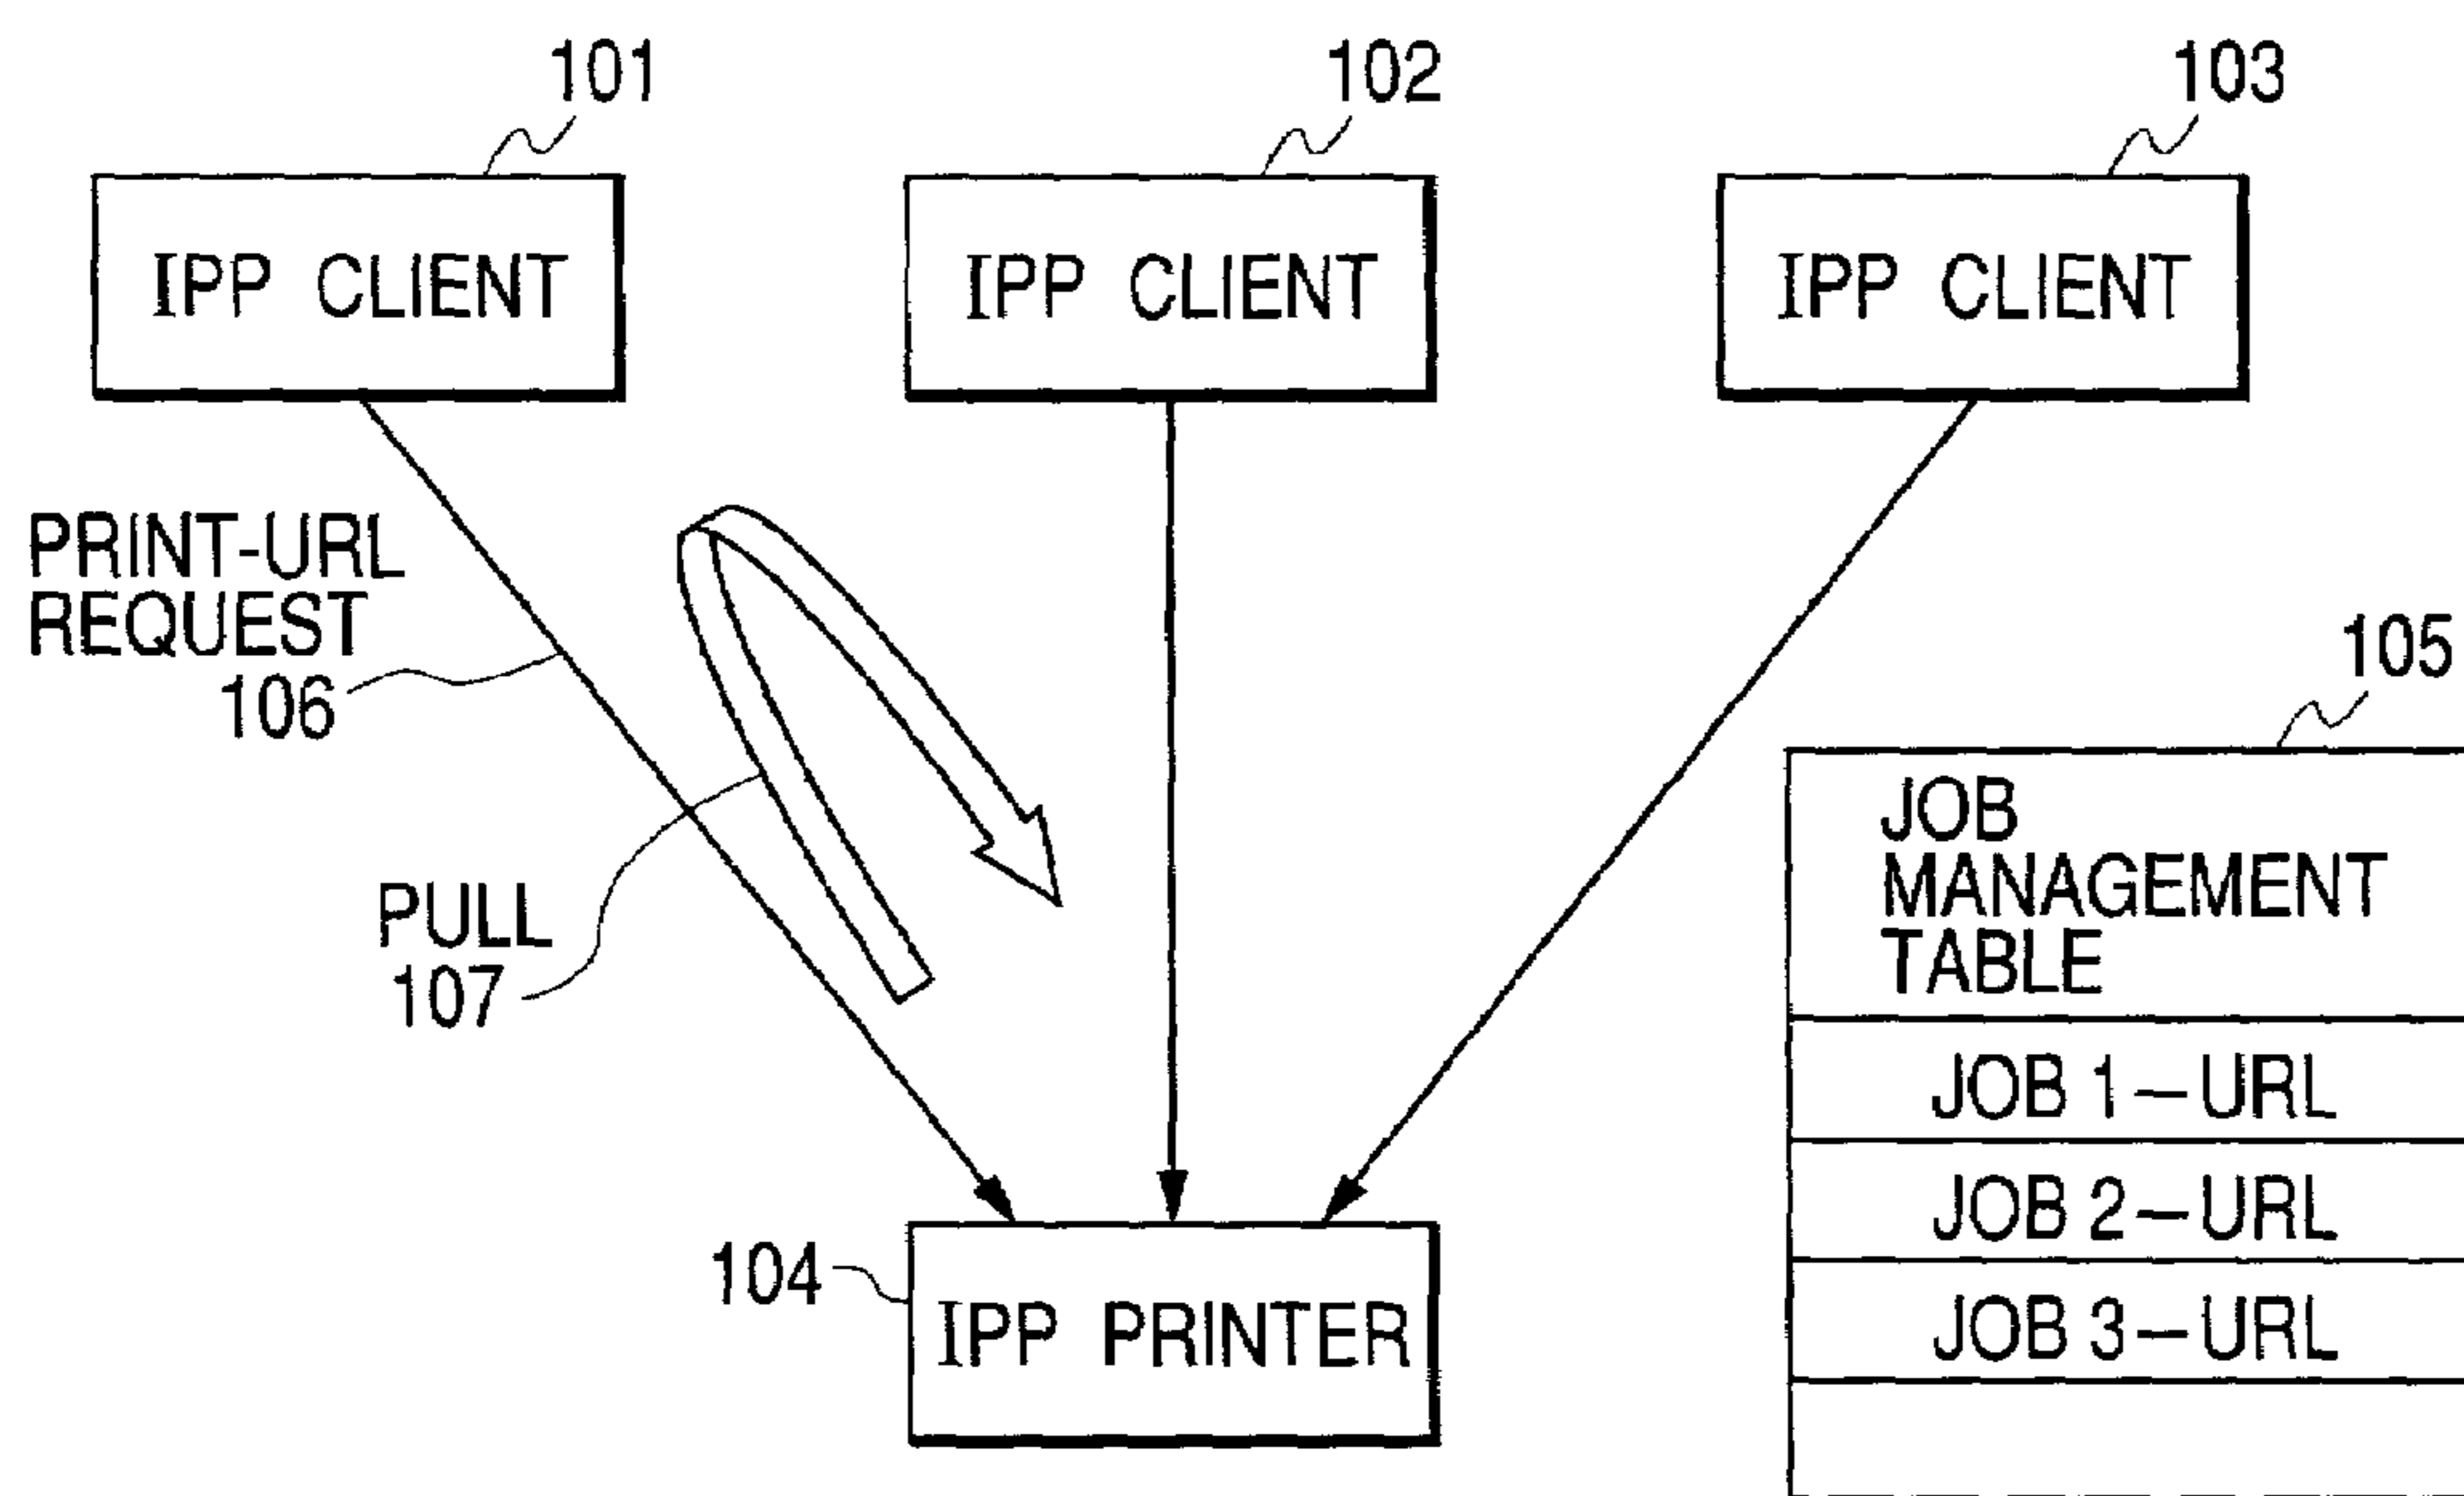 101
102
103
IPP CLIENT
IPP CLIENT
IPP CLIENT
PRINT-URL
REQUEST
106
105
PULL
107
JOB
MANAGEMENT
TABLE
JOB 1—URL
JOB 2—URL
JOB 3—URL
104
IPP PRINTER